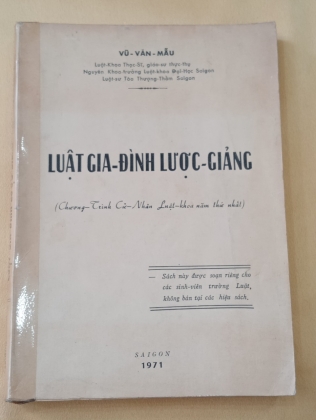 VŨ-VĂN-MẪU
Luật-Khoa Thạc-Sĩ, giáo-sư thực-thụ
Nguyên Khoa-trưởng luật-khoa Đại-Học Saigon
Luật-sư Tòa Thượng-Thẩm Saigon
LUẬT GIA-ĐÌNH LƯỢC-GIẢNG
(Chương-Trình Cử-Nhân Luật-khoa năm thứ nhất)
— Sách này được soạn riêng cho
các sinh-viên trường Luật,
không bán tại các hiệu sách.
SAIGON
1971